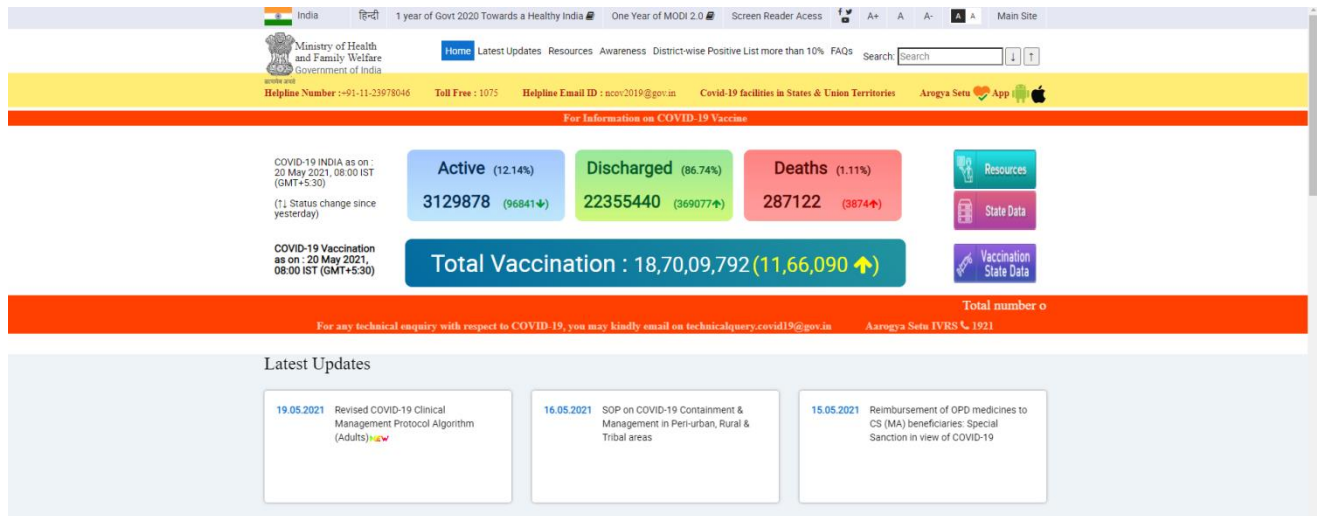 India हिन्दी 1 year of Govt 2020 Towards a Healthy India One Year of MODI 2.0 Screen Reader Acess A+ A A- A A Main Site
Ministry of Health
and Family Welfare
Government of India
Home Latest Updates Resources Awareness District-wise Positive List more than 10% FAQs Search: Search ↓ ↑
सत्यमेव जयते
Helpline Number :+91-11-23978046 Toll Free : 1075 Helpline Email ID : ncov2019@gov.in Covid-19 facilities in States & Union Territories Arogya Setu App
For Information on COVID-19 Vaccine
COVID-19 INDIA as on :
20 May 2021, 08:00 IST
(GMT+5:30)
(↑↓ Status change since
yesterday)
Active (12.14%)
3129878 (96841↓)
Discharged (86.74%)
22355440 (369077↑)
Deaths (1.11%)
287122 (3874↑)
Resources
State Data
COVID-19 Vaccination
as on : 20 May 2021,
08:00 IST (GMT+5:30)
Total Vaccination : 18,70,09,792 (11,66,090 ↑)
Vaccination
State Data
Total number o
For any technical enquiry with respect to COVID-19, you may kindly email on technicalquery.covid19@gov.in Aarogya Setu IVRS 1921
Latest Updates
19.05.2021 Revised COVID-19 Clinical
Management Protocol Algorithm
(Adults) NEW
16.05.2021 SOP on COVID-19 Containment &
Management in Peri-urban, Rural &
Tribal areas
15.05.2021 Reimbursement of OPD medicines to
CS (MA) beneficiaries: Special
Sanction in view of COVID-19